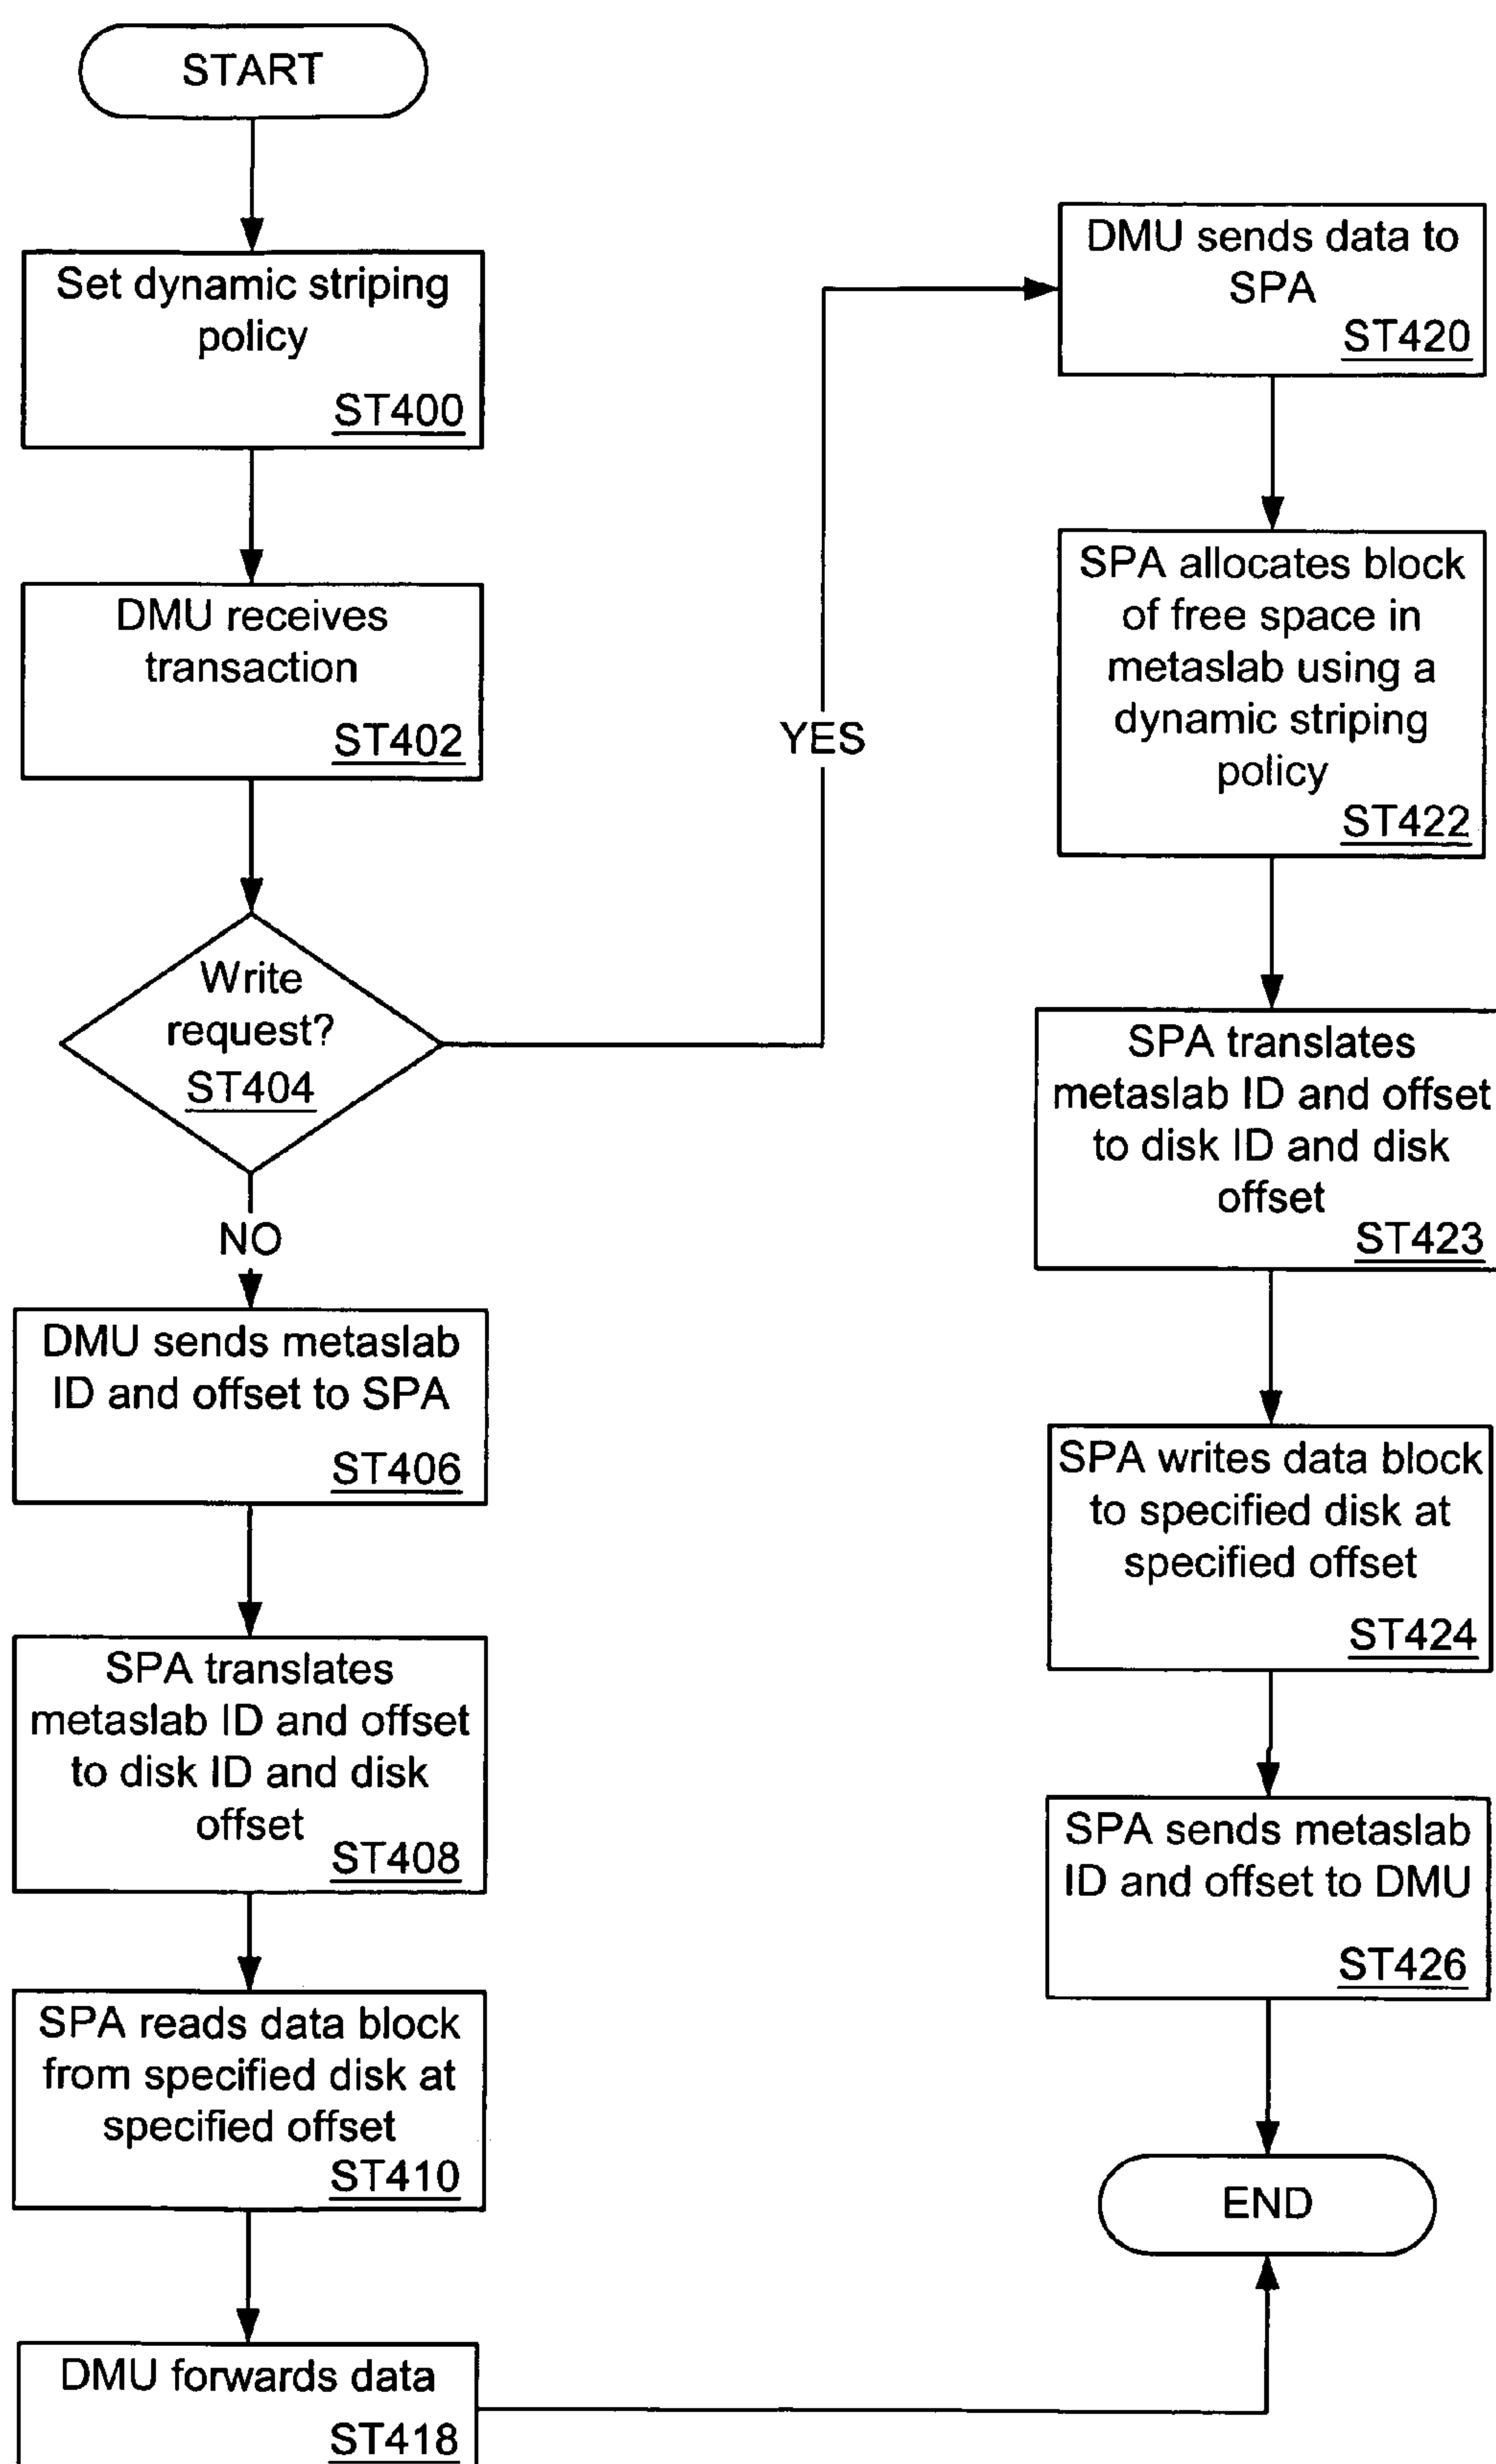 START
Set dynamic striping
policy
ST400
DMU receives
transaction
ST402
Write
request?
ST404
NO
DMU sends metaslab
ID and offset to SPA
ST406
SPA translates
metaslab ID and offset
to disk ID and disk
offset
ST408
SPA reads data block
from specified disk at
specified offset
ST410
DMU forwards data
ST418
YES
DMU sends data to
SPA
ST420
SPA allocates block
of free space in
metaslab using a
dynamic striping
policy
ST422
SPA translates
metaslab ID and offset
to disk ID and disk
offset
ST423
SPA writes data block
to specified disk at
specified offset
ST424
SPA sends metaslab
ID and offset to DMU
ST426
END